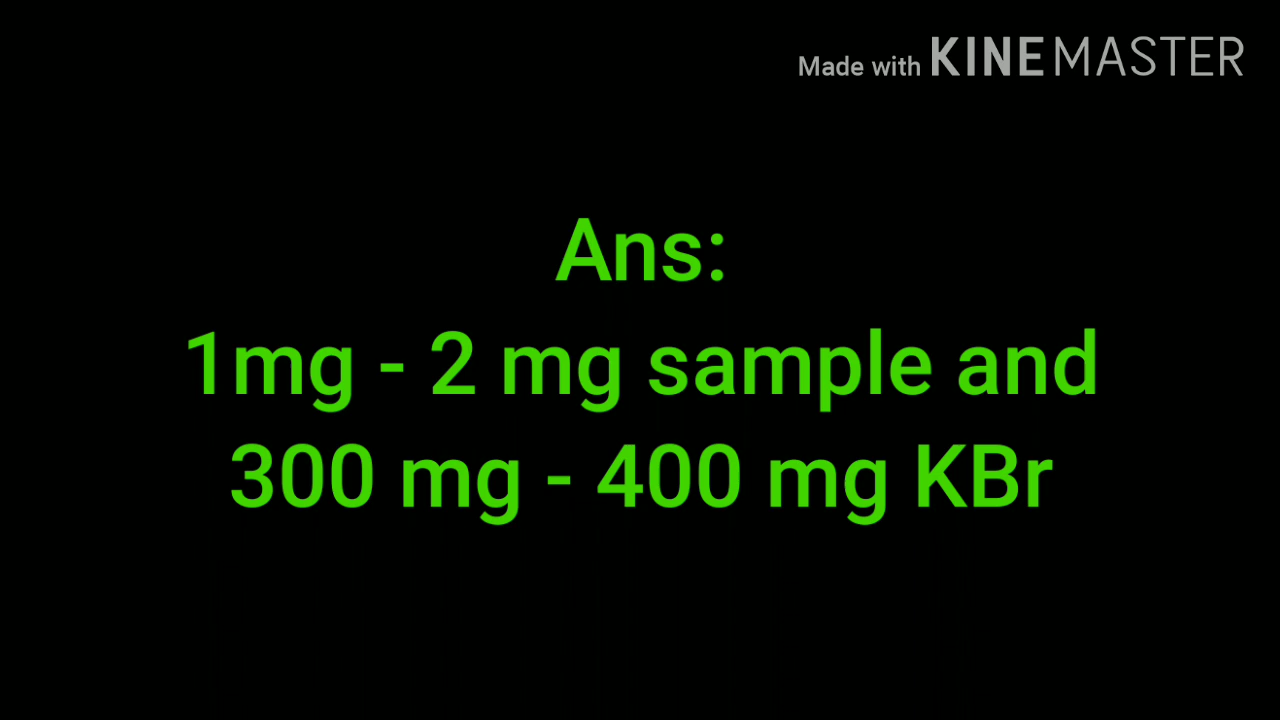 Made with KINEMASTER
Ans:
1mg - 2 mg sample and
300 mg - 400 mg KBr